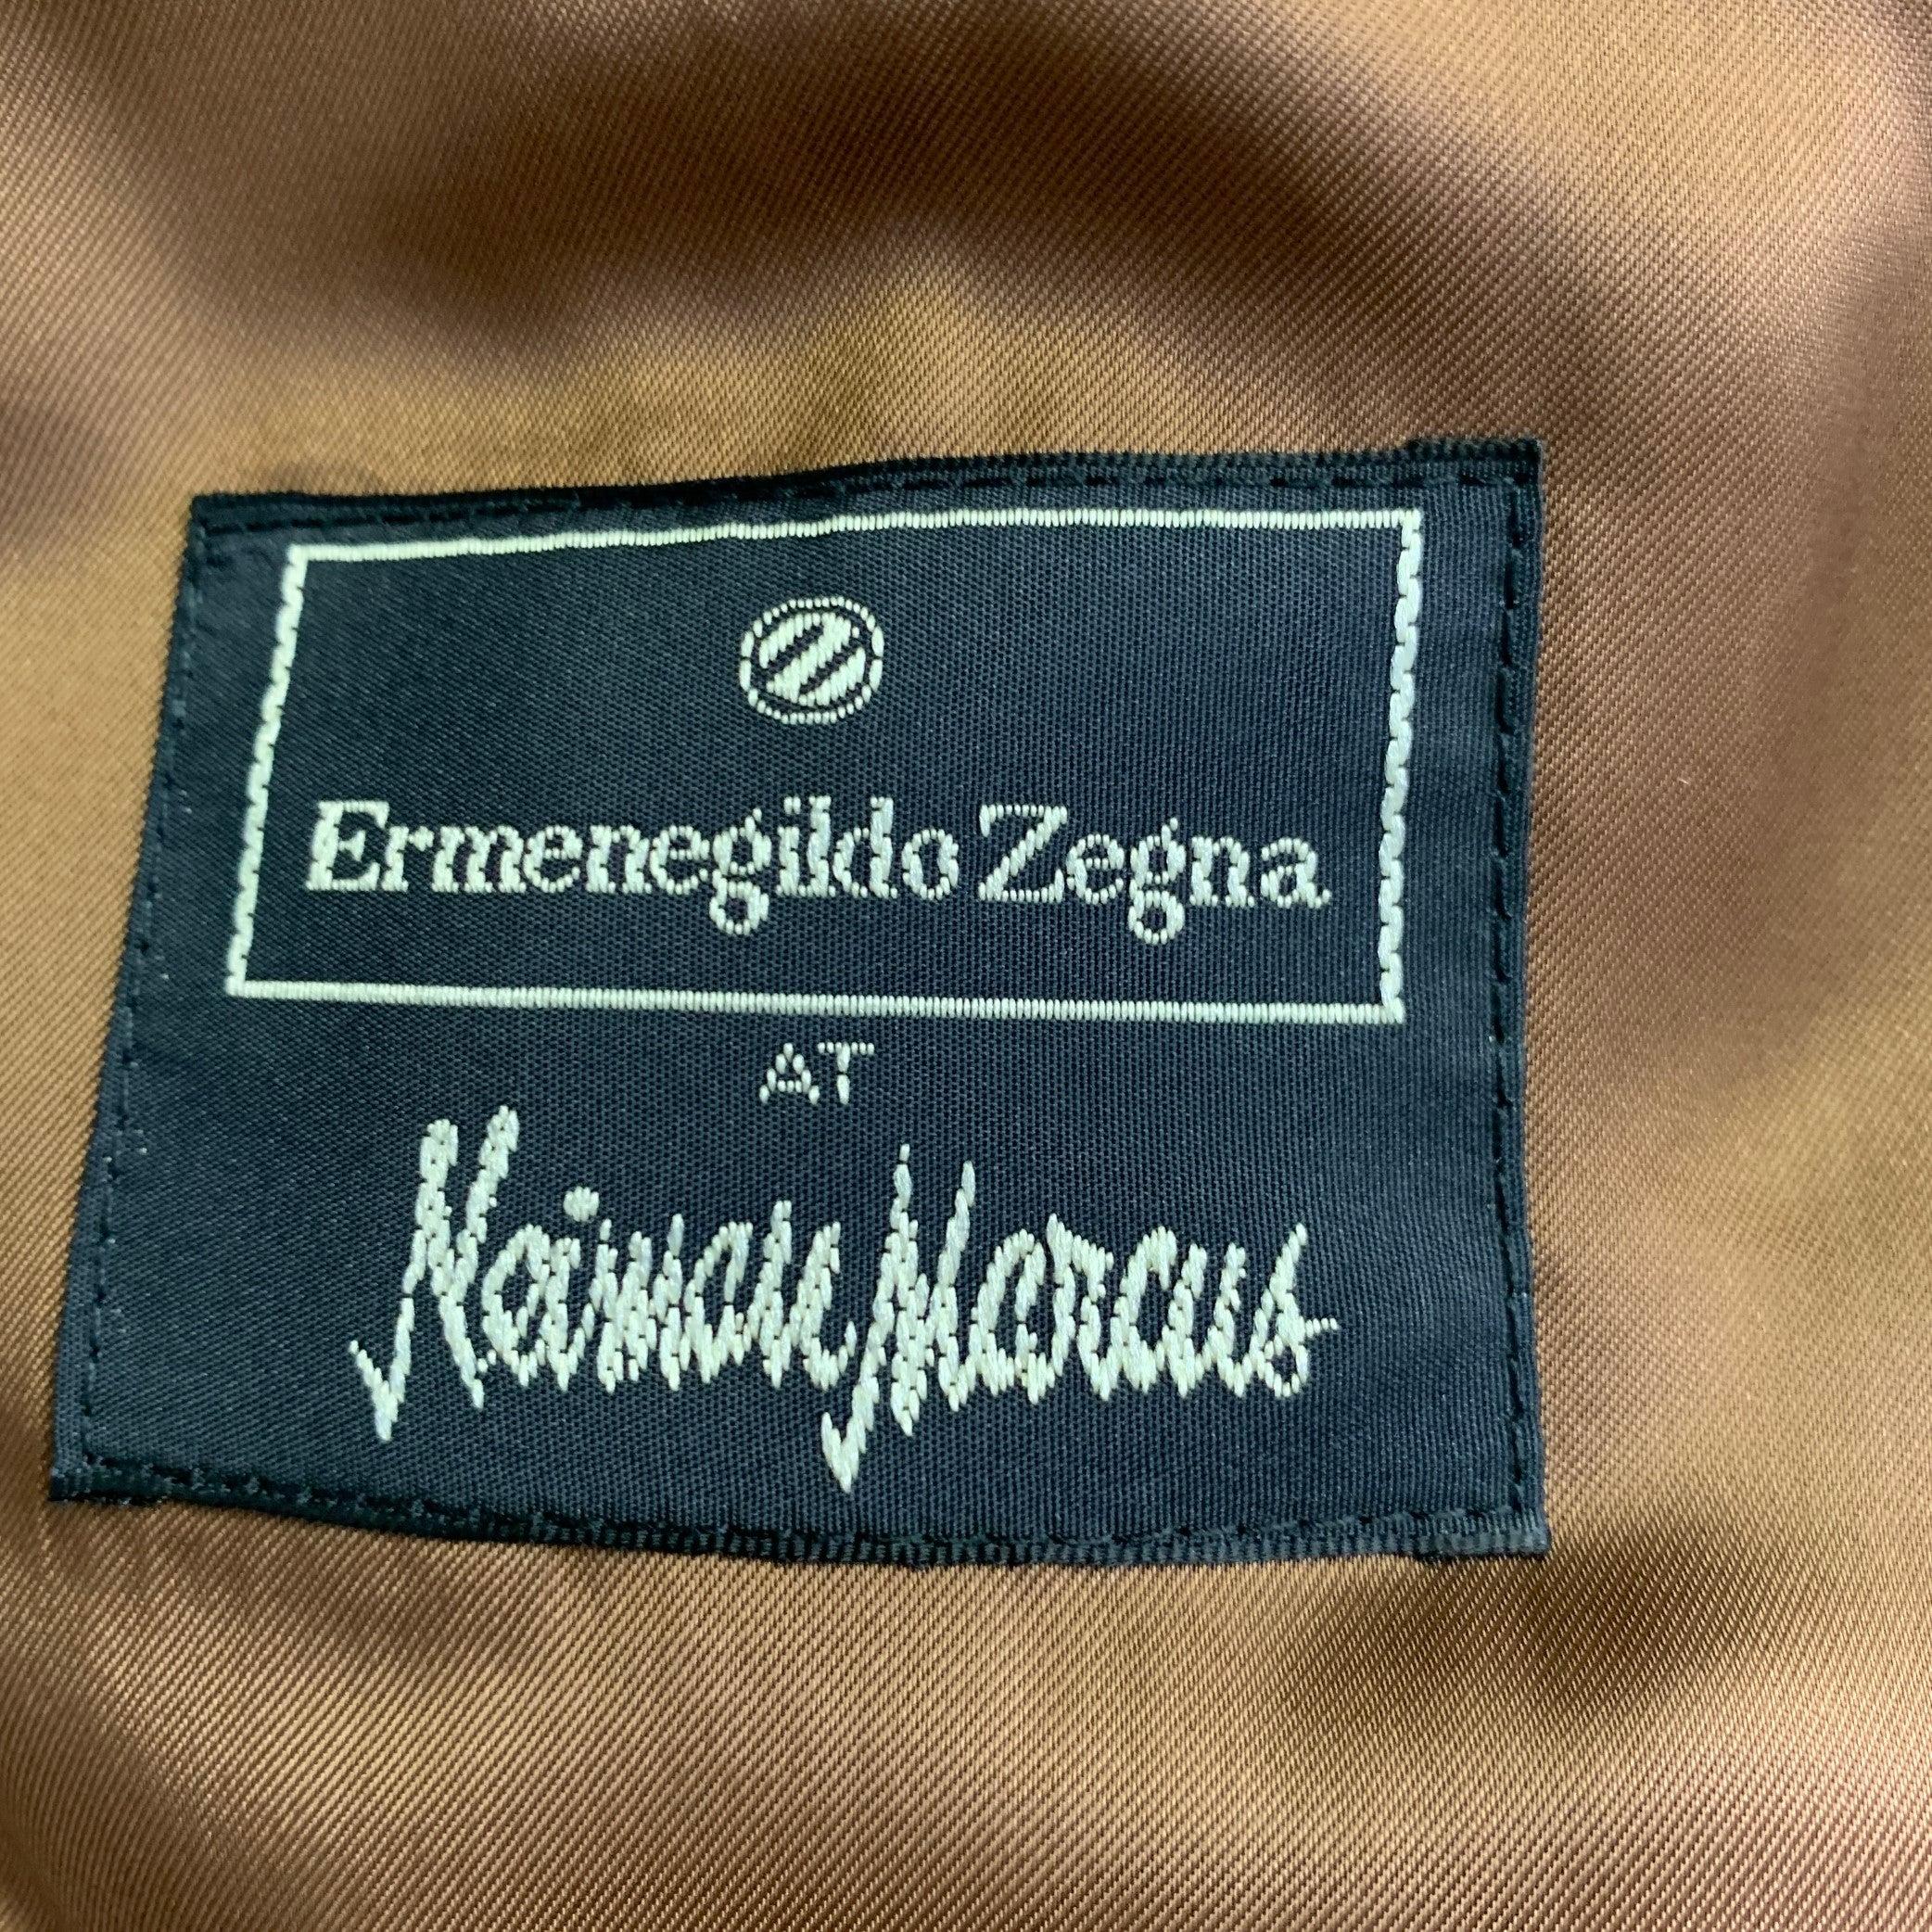 Ermenegildo Zegna
AT
Neiman Marcus